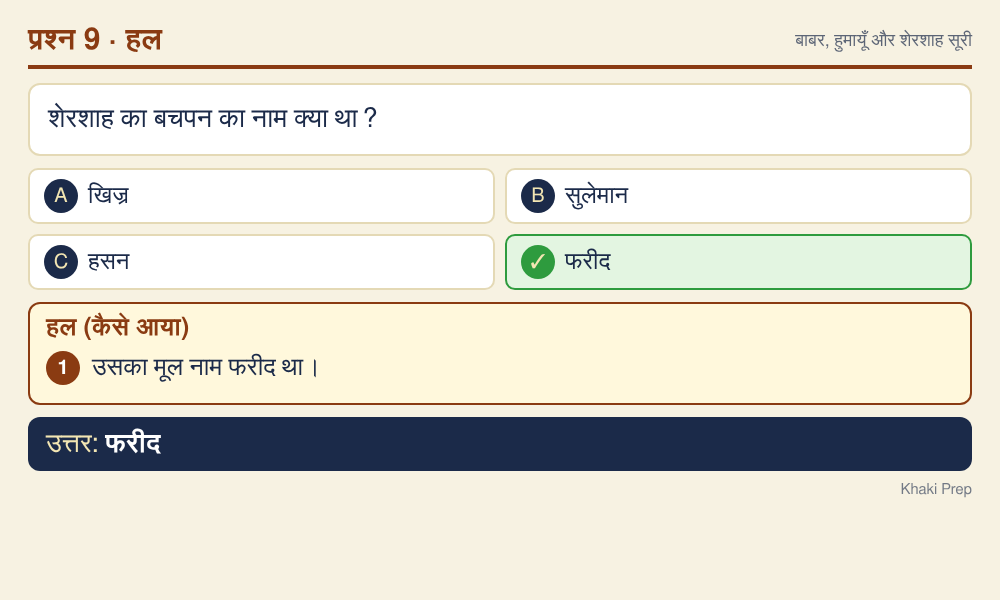 प्रश्न 9 · हल
बाबर, हुमायूँ और शेरशाह सूरी
शेरशाह का बचपन का नाम क्या था ?
A खिज्र
B सुलेमान
C हसन
✓ फरीद
हल (कैसे आया)
1 उसका मूल नाम फरीद था।
उत्तर: फरीद
Khaki Prep